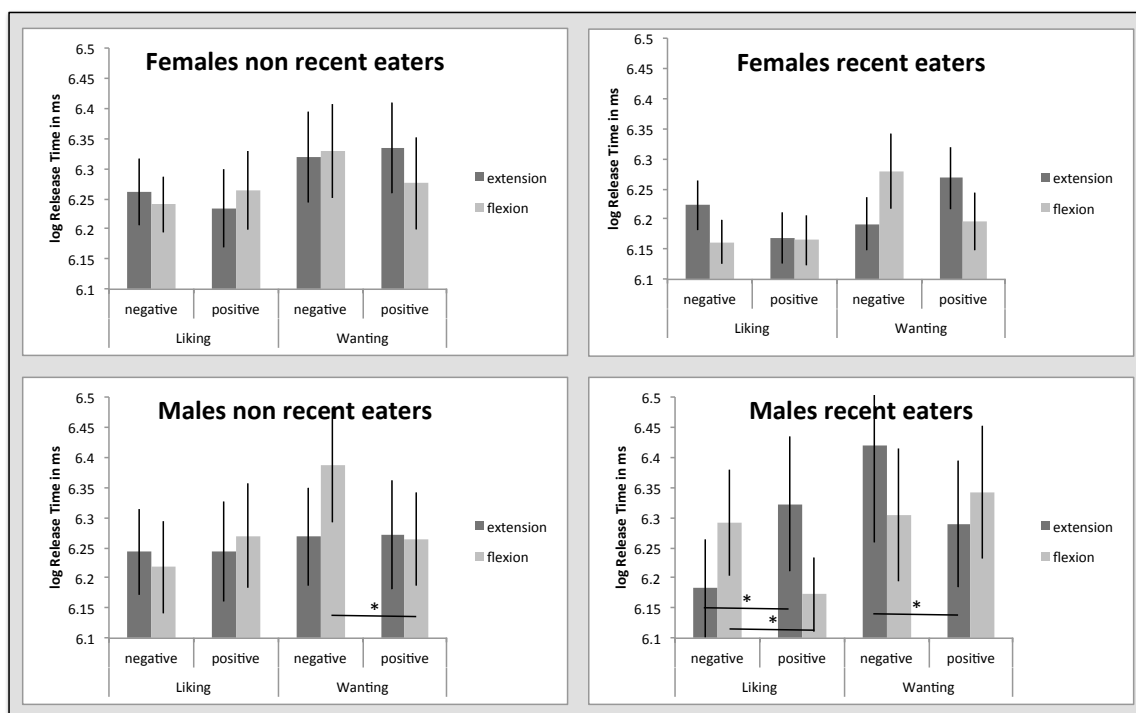 Females non recent eaters
log Relsease Time in ms
6.5
6.45
6.4
6.35
6.3
6.25
6.2
6.15
6.1
extension
flexion
negative positive negative positive
Liking Wanting
Females recent eaters
log Release Time in ms
6.5
6.45
6.4
6.35
6.3
6.25
6.2
6.15
6.1
extension
flexion
negative positive negative positive
Liking Wanting
Males non recent eaters
log Release Time in ms
6.5
6.45
6.4
6.35
6.3
6.25
6.2
6.15
6.1
*
extension
flexion
negative positive negative positive
Liking Wanting
Males recent eaters
log Release Time in ms
6.5
6.45
6.4
6.35
6.3
6.25
6.2
6.15
6.1
* *
*
extension
flexion
negative positive negative positive
Liking Wanting